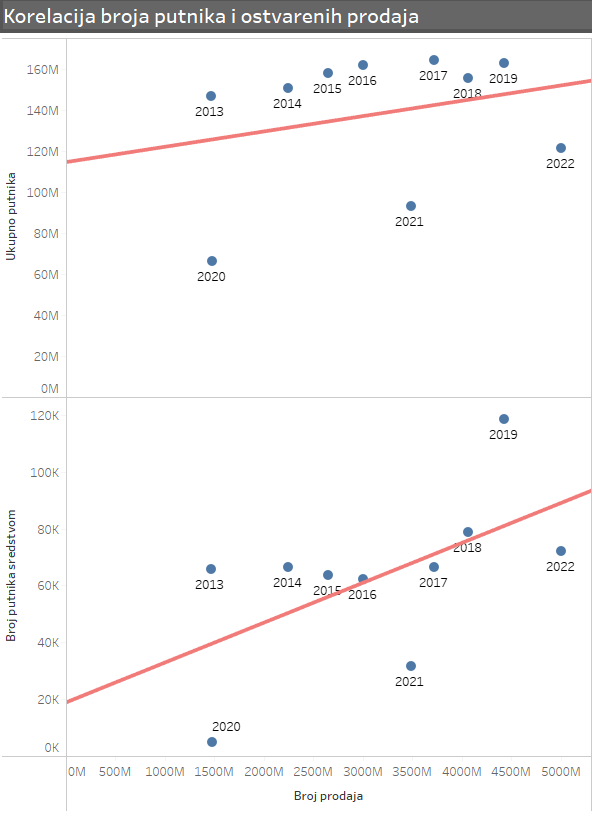 Korelacija broja putnika i ostvarenih prodaja
160M
140M
120M
100M
80M
60M
40M
20M
0M
Ukupno putnika
2013
2014
2015
2016
2017
2018
2019
2020
2021
2022
120K
100K
80K
60K
40K
20K
0K
Broj putnika sredstvom
2013
2014
2015
2016
2017
2018
2019
2020
2021
2022
0M 500M 1000M 1500M 2000M 2500M 3000M 3500M 4000M 4500M 5000M
Broj prodaja